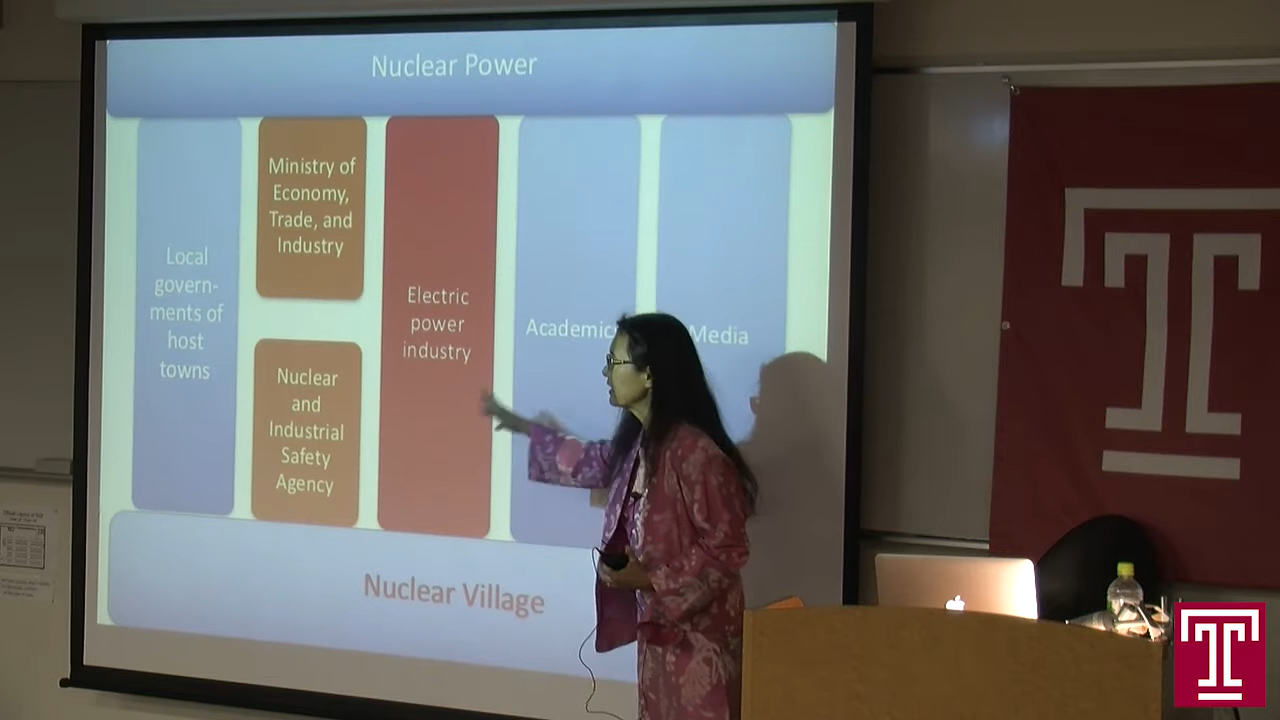 Nuclear Power
Local
govern-
ments of
host
towns
Ministry of
Economy,
Trade, and
Industry
Nuclear
and
Industrial
Safety
Agency
Electric
power
industry
Academics
Media
Nuclear Village